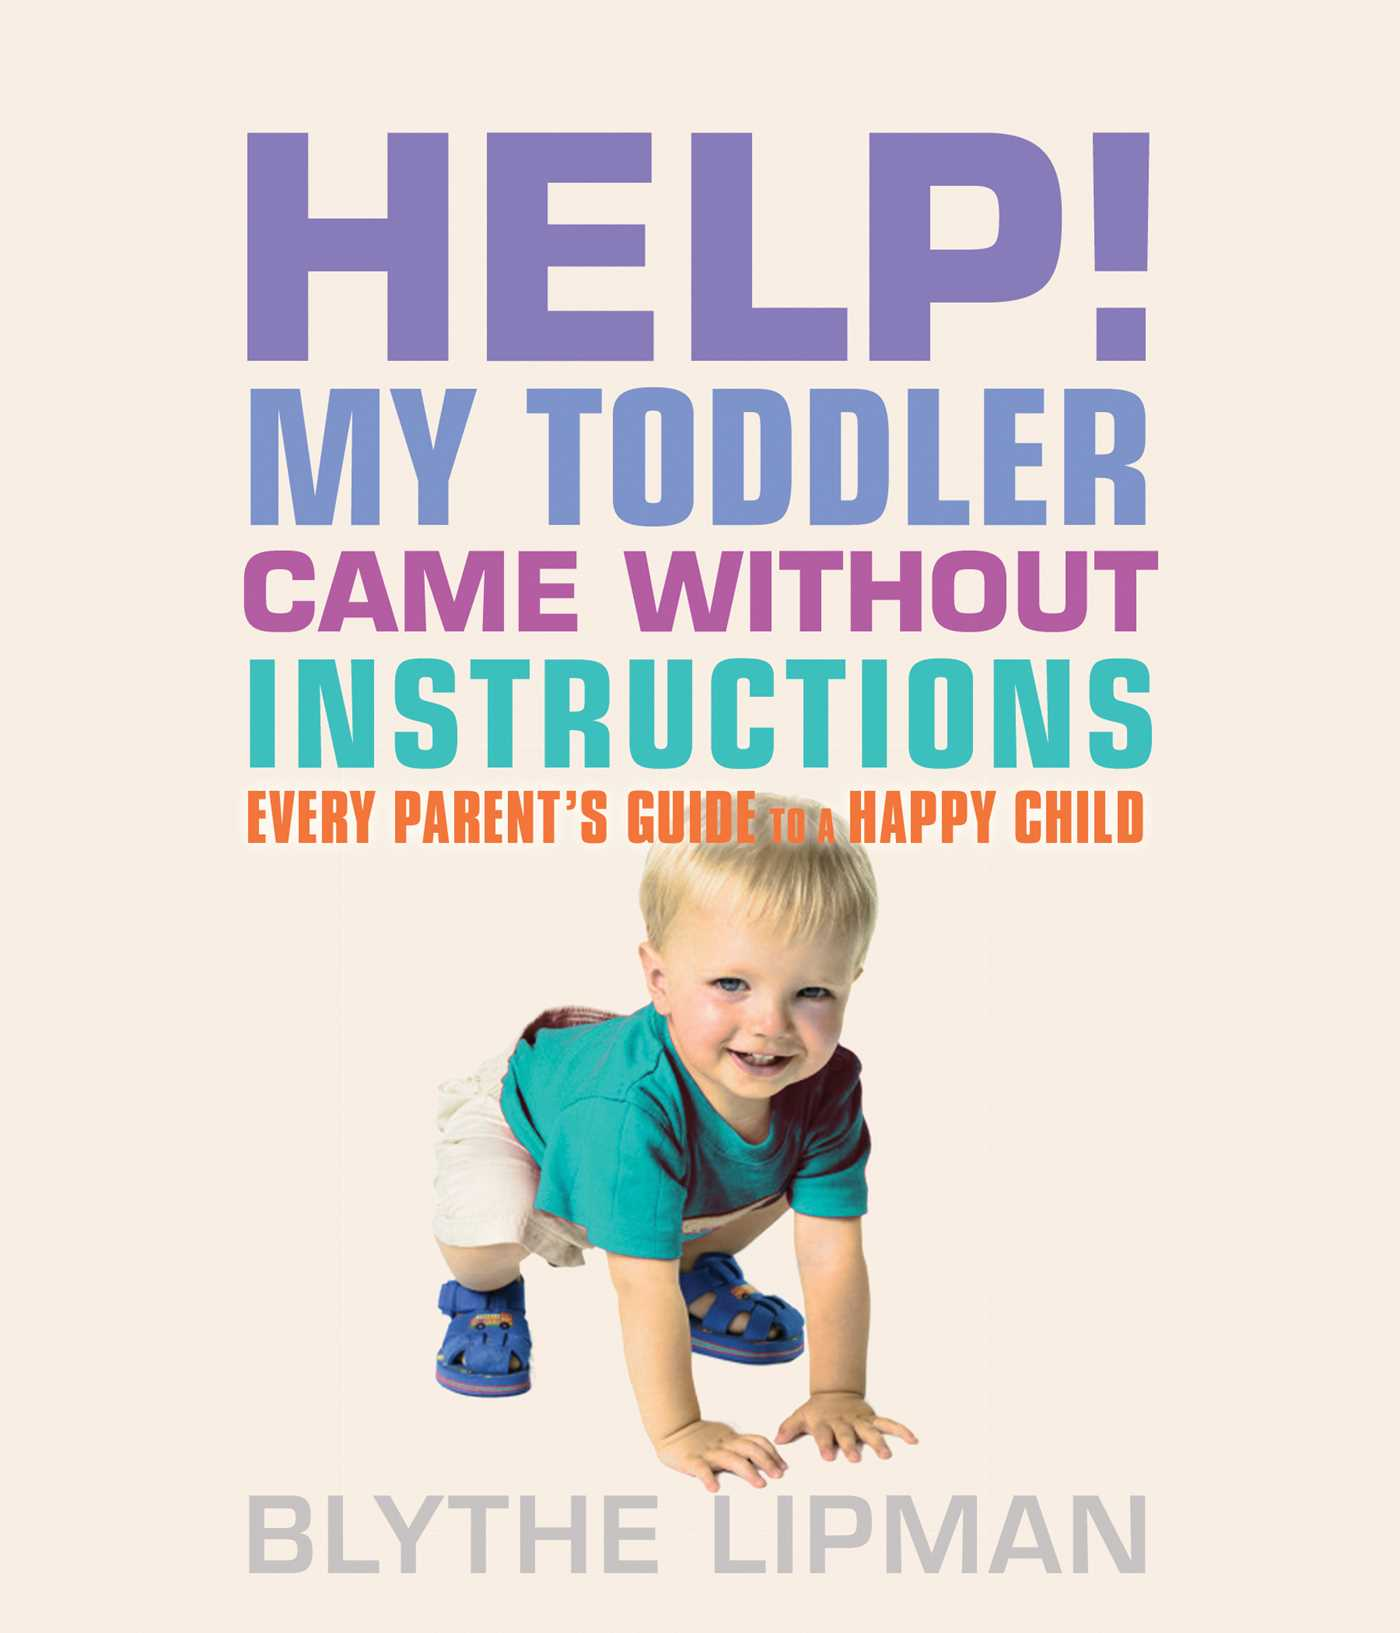 HELP!
MY TODDLER
CAME WITHOUT
INSTRUCTIONS
EVERY PARENT'S GUIDE TO A HAPPY CHILD
BLYTHE LIPMAN